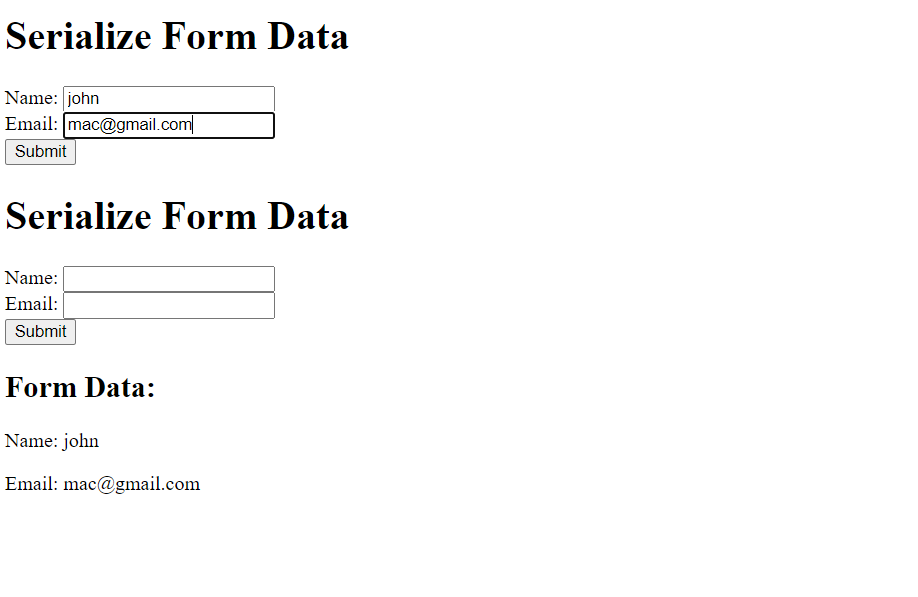 Serialize Form Data
Name: john
Email: mac@gmail.com
Submit
Serialize Form Data
Name:
Email:
Submit
Form Data:
Name: john
Email: mac@gmail.com